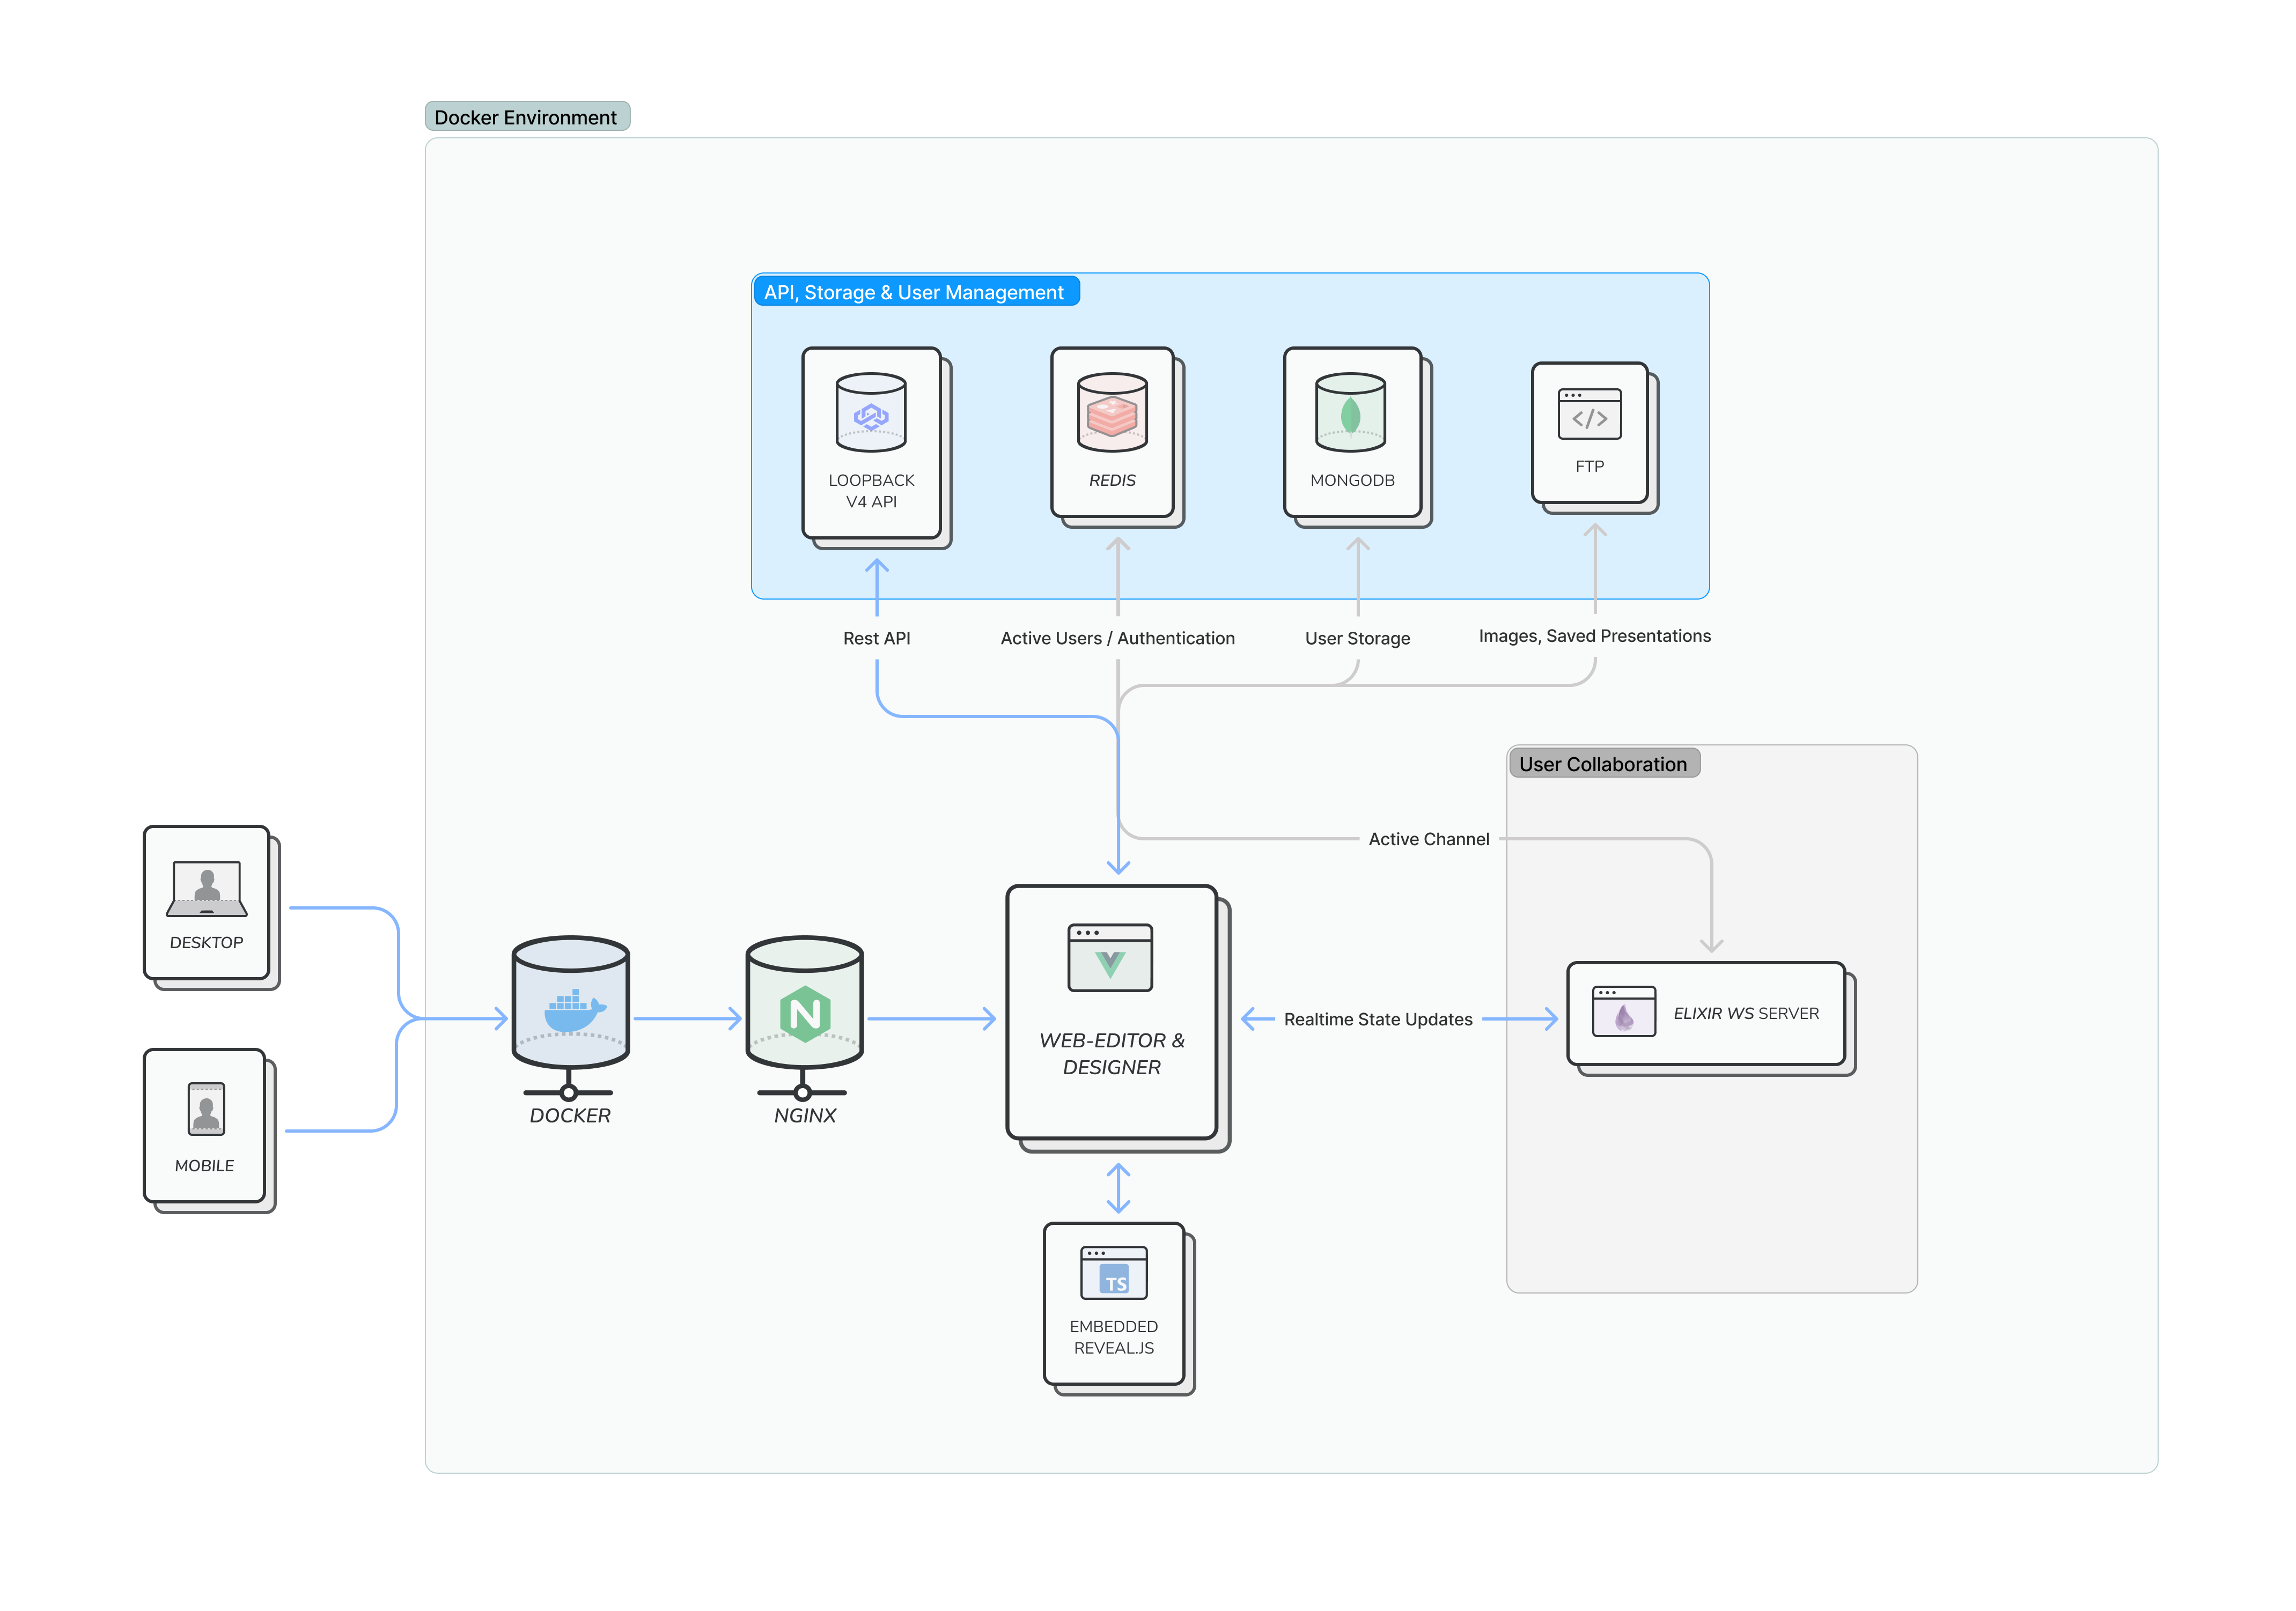 Docker Environment
API, Storage & User Management
LOOPBACK
V4 API
REDIS
MONGODB
FTP
Rest API
Active Users / Authentication
User Storage
Images, Saved Presentations
User Collaboration
Active Channel
DESKTOP
MOBILE
DOCKER
N
NGINX
WEB-EDITOR &
DESIGNER
Realtime State Updates
ELIXIR WS SERVER
TS
EMBEDDED
REVEAL.JS